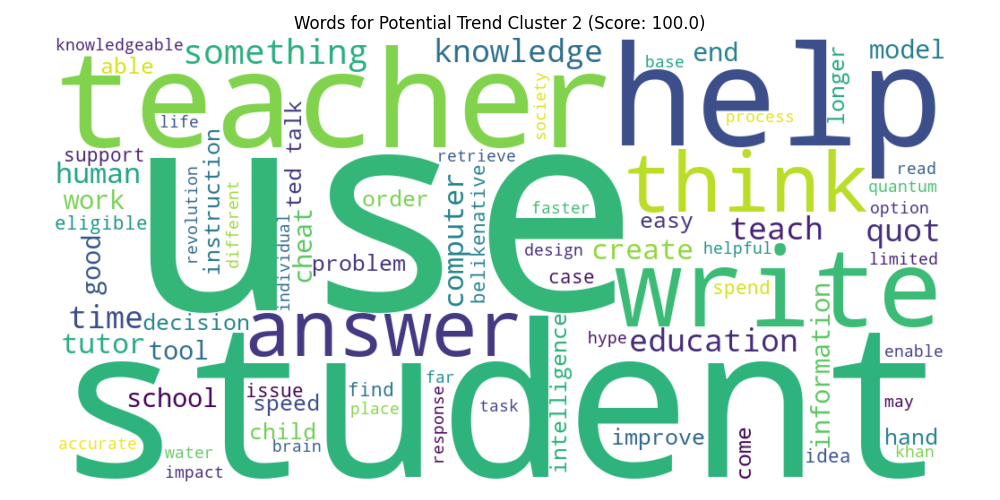 Words for Potential Trend Cluster 2 (Score: 100.0)
knowledgeable
able
something
knowledge
base
end
model
teacher
help
life
society
process
longer
support
human
work
eligible
revolution
instruction
different
ted talk
individual
cheat
order
retrieve
computer
belikenative
use
faster
think
read
quantum
option
easy
teach
quot
limited
good
problem
design
create
helpful
case
spend
write
time
decision
tutor
tool
answer
hype
education
information
enable
school
issue
speed
find
place
far
response
task
intelligence
student
may
child
brain
accurate
water
impact
improve
come
idea
hand
khan